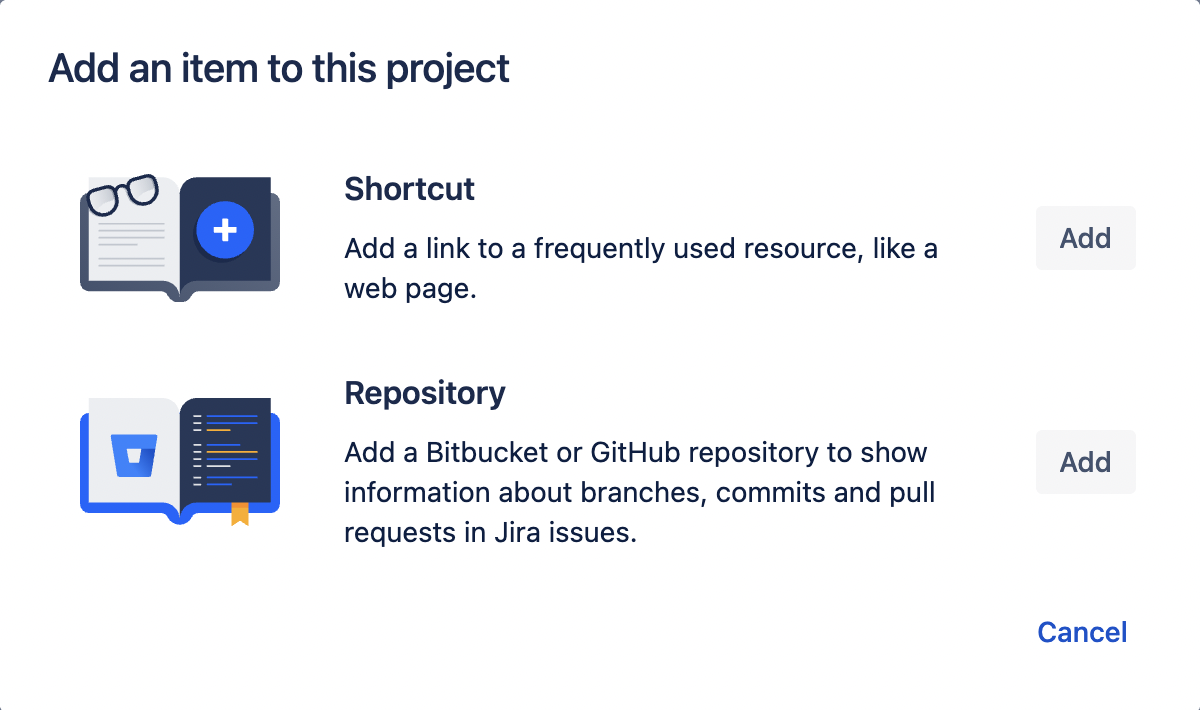 Add an item to this project
Shortcut
Add a link to a frequently used resource, like a
web page.
Add
Repository
Add a Bitbucket or GitHub repository to show
information about branches, commits and pull
requests in Jira issues.
Add
Cancel